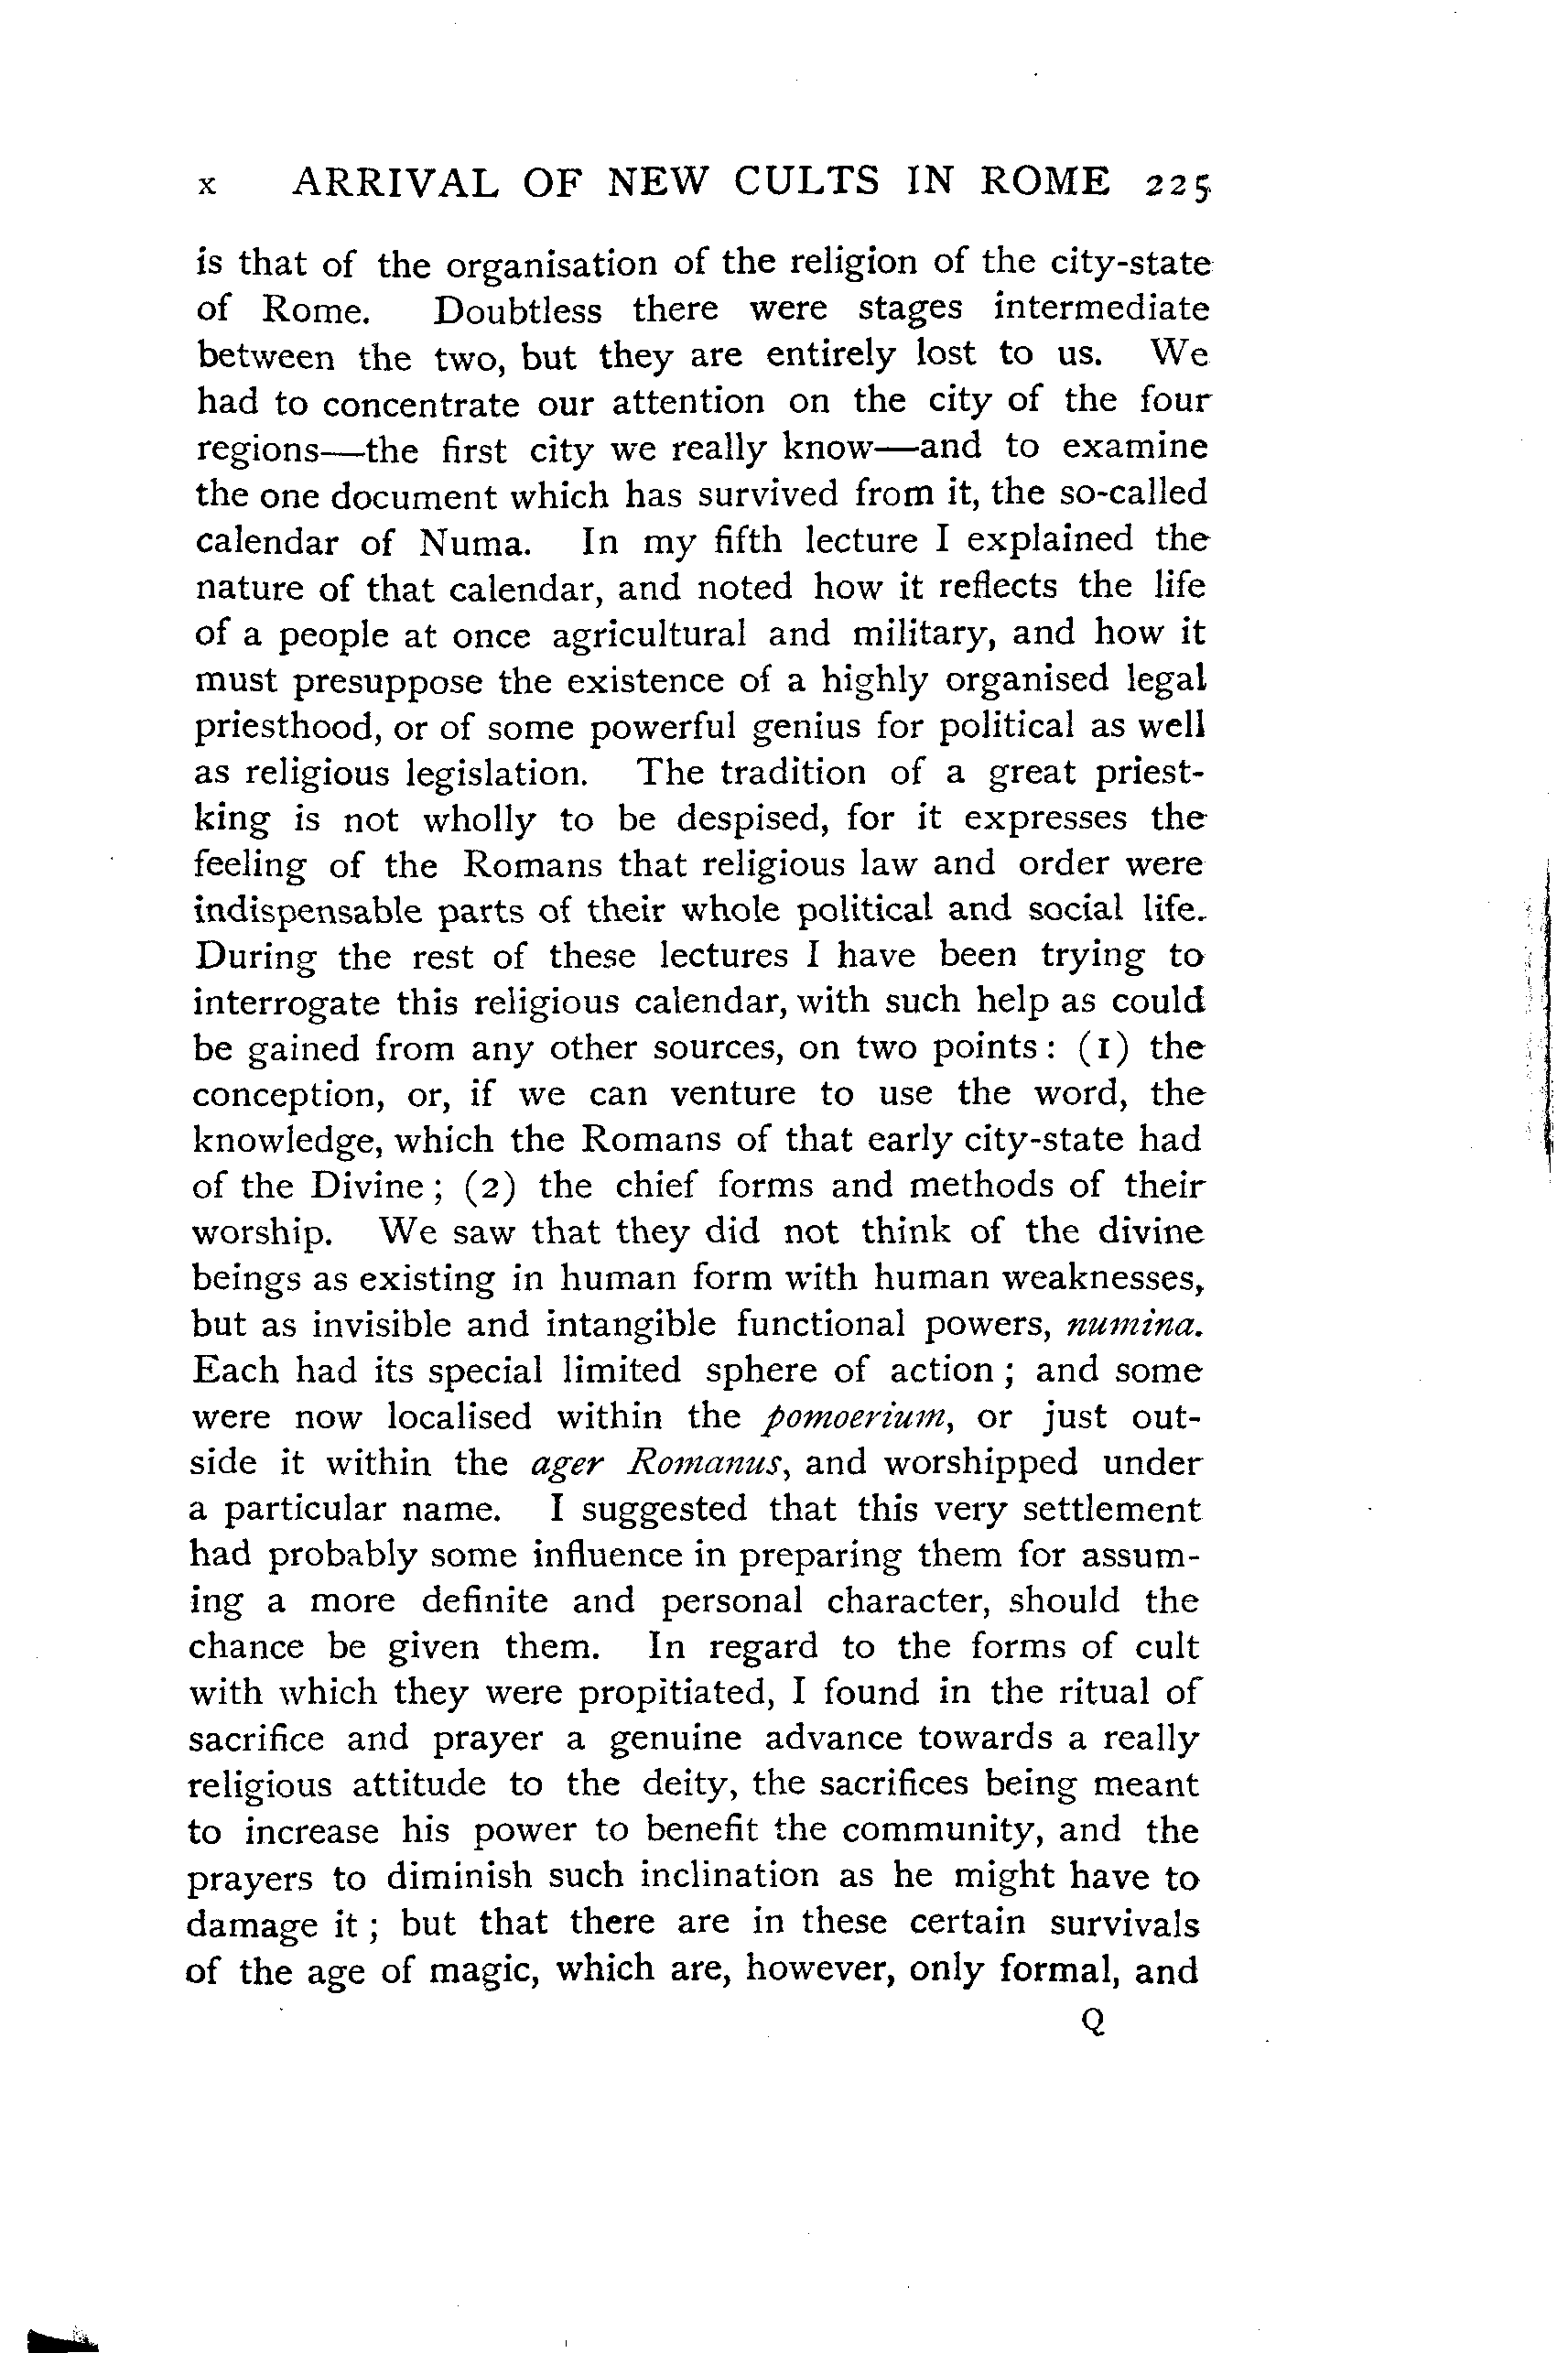 x ARRIVAL OF NEW CULTS IN ROME 225
is that of the organisation of the religion of the city-state
of Rome. Doubtless there were stages intermediate
between the two, but they are entirely lost to us. We
had to concentrate our attention on the city of the four
regions—the first city we really know—and to examine
the one document which has survived from it, the so-called
calendar of Numa. In my fifth lecture I explained the
nature of that calendar, and noted how it reflects the life
of a people at once agricultural and military, and how it
must presuppose the existence of a highly organised legal
priesthood, or of some powerful genius for political as well
as religious legislation. The tradition of a great priest-
king is not wholly to be despised, for it expresses the
feeling of the Romans that religious law and order were
indispensable parts of their whole political and social life.
During the rest of these lectures I have been trying to
interrogate this religious calendar, with such help as could
be gained from any other sources, on two points: (1) the
conception, or, if we can venture to use the word, the
knowledge, which the Romans of that early city-state had
of the Divine; (2) the chief forms and methods of their
worship. We saw that they did not think of the divine
beings as existing in human form with human weaknesses,
but as invisible and intangible functional powers, numina.
Each had its special limited sphere of action; and some
were now localised within the pomoerium, or just out-
side it within the ager Romanus, and worshipped under
a particular name. I suggested that this very settlement
had probably some influence in preparing them for assum-
ing a more definite and personal character, should the
chance be given them. In regard to the forms of cult
with which they were propitiated, I found in the ritual of
sacrifice and prayer a genuine advance towards a really
religious attitude to the deity, the sacrifices being meant
to increase his power to benefit the community, and the
prayers to diminish such inclination as he might have to
damage it; but that there are in these certain survivals
of the age of magic, which are, however, only formal, and
Q